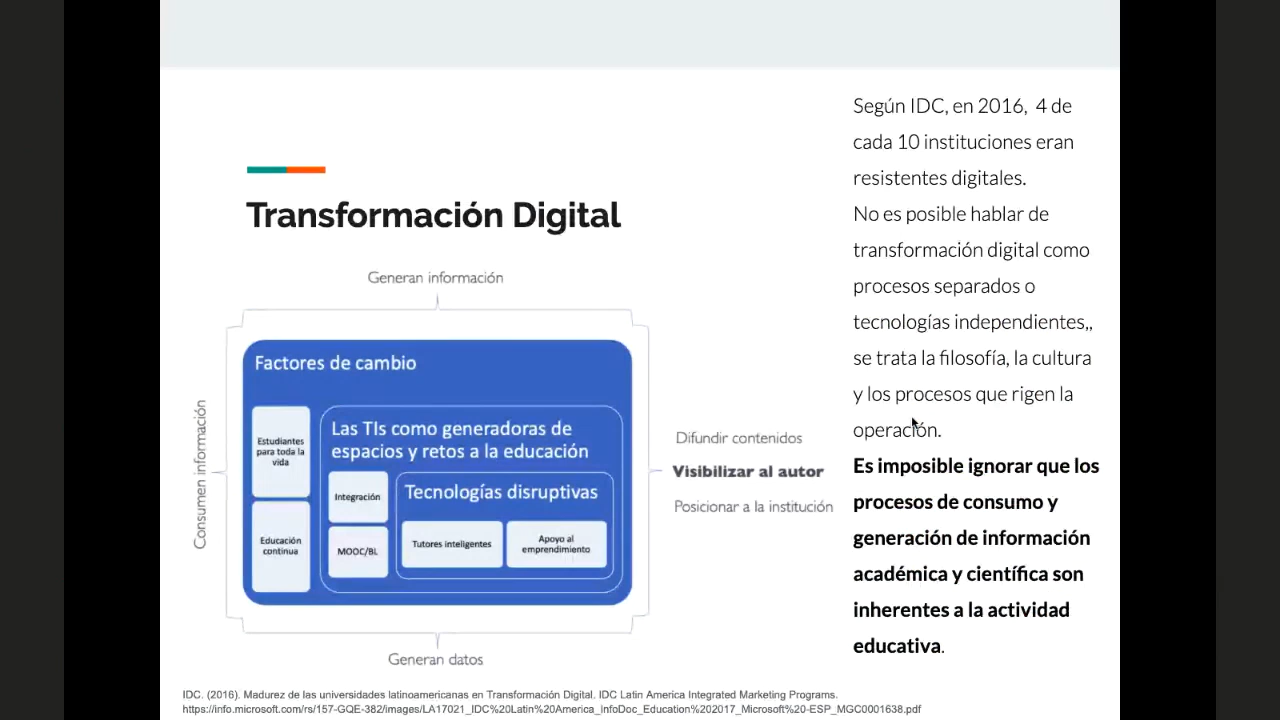 Transformación Digital
Generan información
Consumen información
Factores de cambio
Estudiantes
para toda la
vida
Educación
continua
Las TIs como generadoras de
espacios y retos a la educación
Integración
MOOC/BL
Tecnologías disruptivas
Tutores inteligentes
Apoyo al
emprendimiento
Difundir contenidos
Visibilizar al autor
Posicionar a la institución
Generan datos
Según IDC, en 2016, 4 de
cada 10 instituciones eran
resistentes digitales.
No es posible hablar de
transformación digital como
procesos separados o
tecnologías independientes,,
se trata la filosofía, la cultura
y los procesos que rigen la
operación.
Es imposible ignorar que los
procesos de consumo y
generación de información
académica y científica son
inherentes a la actividad
educativa.
IDC. (2016). Madurez de las universidades latinoamericanas en Transformación Digital. IDC Latin America Integrated Marketing Programs.
https://info.microsoft.com/rs/157-GQE-382/images/LA17021_IDC%20Latin%20America_InfoDoc_Education%202017_Microsoft%20-ESP_MGC0001638.pdf